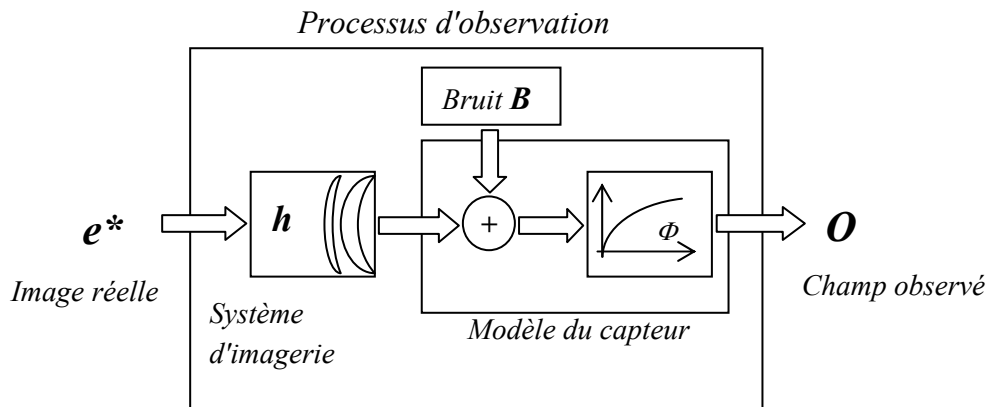 Processus d'observation
Bruit B
h
+
Φ
e*
O
Image réelle
Champ observé
Système
d'imagerie
Modèle du capteur